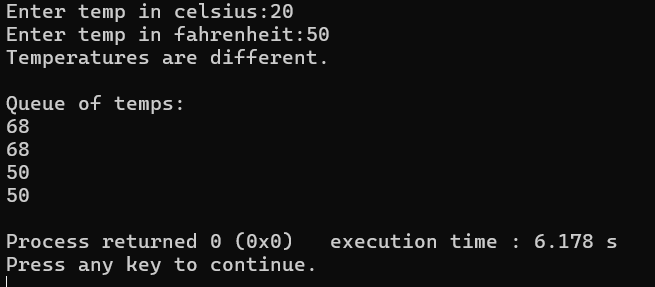 Enter temp in celsius:20
Enter temp in fahrenheit:50
Temperatures are different.
Queue of temps:
68
68
50
50
Process returned 0 (0x0)   execution time : 6.178 s
Press any key to continue.